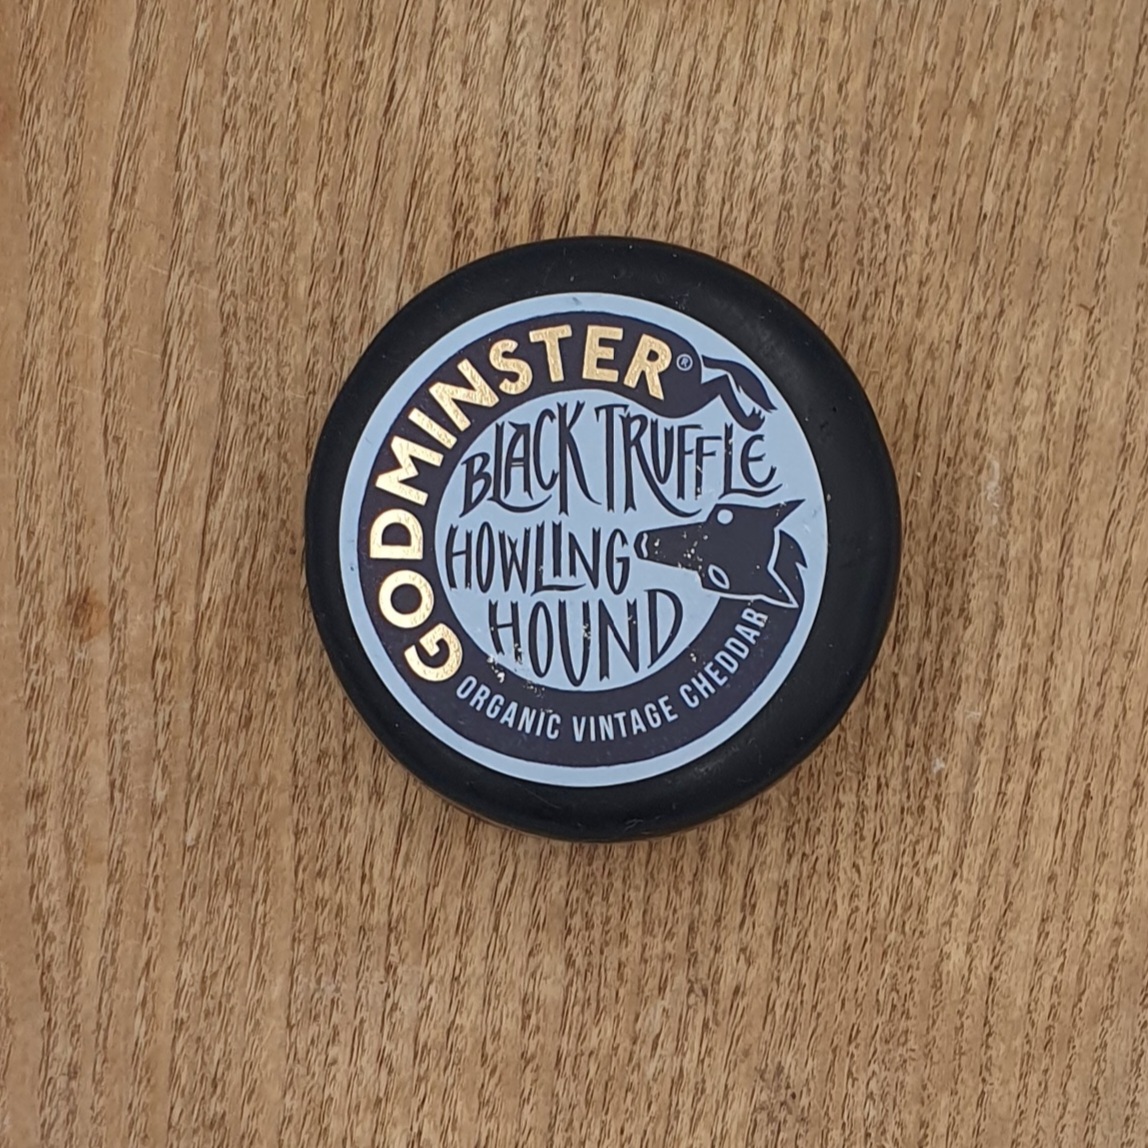 GODMINSTER®
BLACK TRUFFLE
HOWLING
HOUND
ORGANIC VINTAGE CHEDDAR